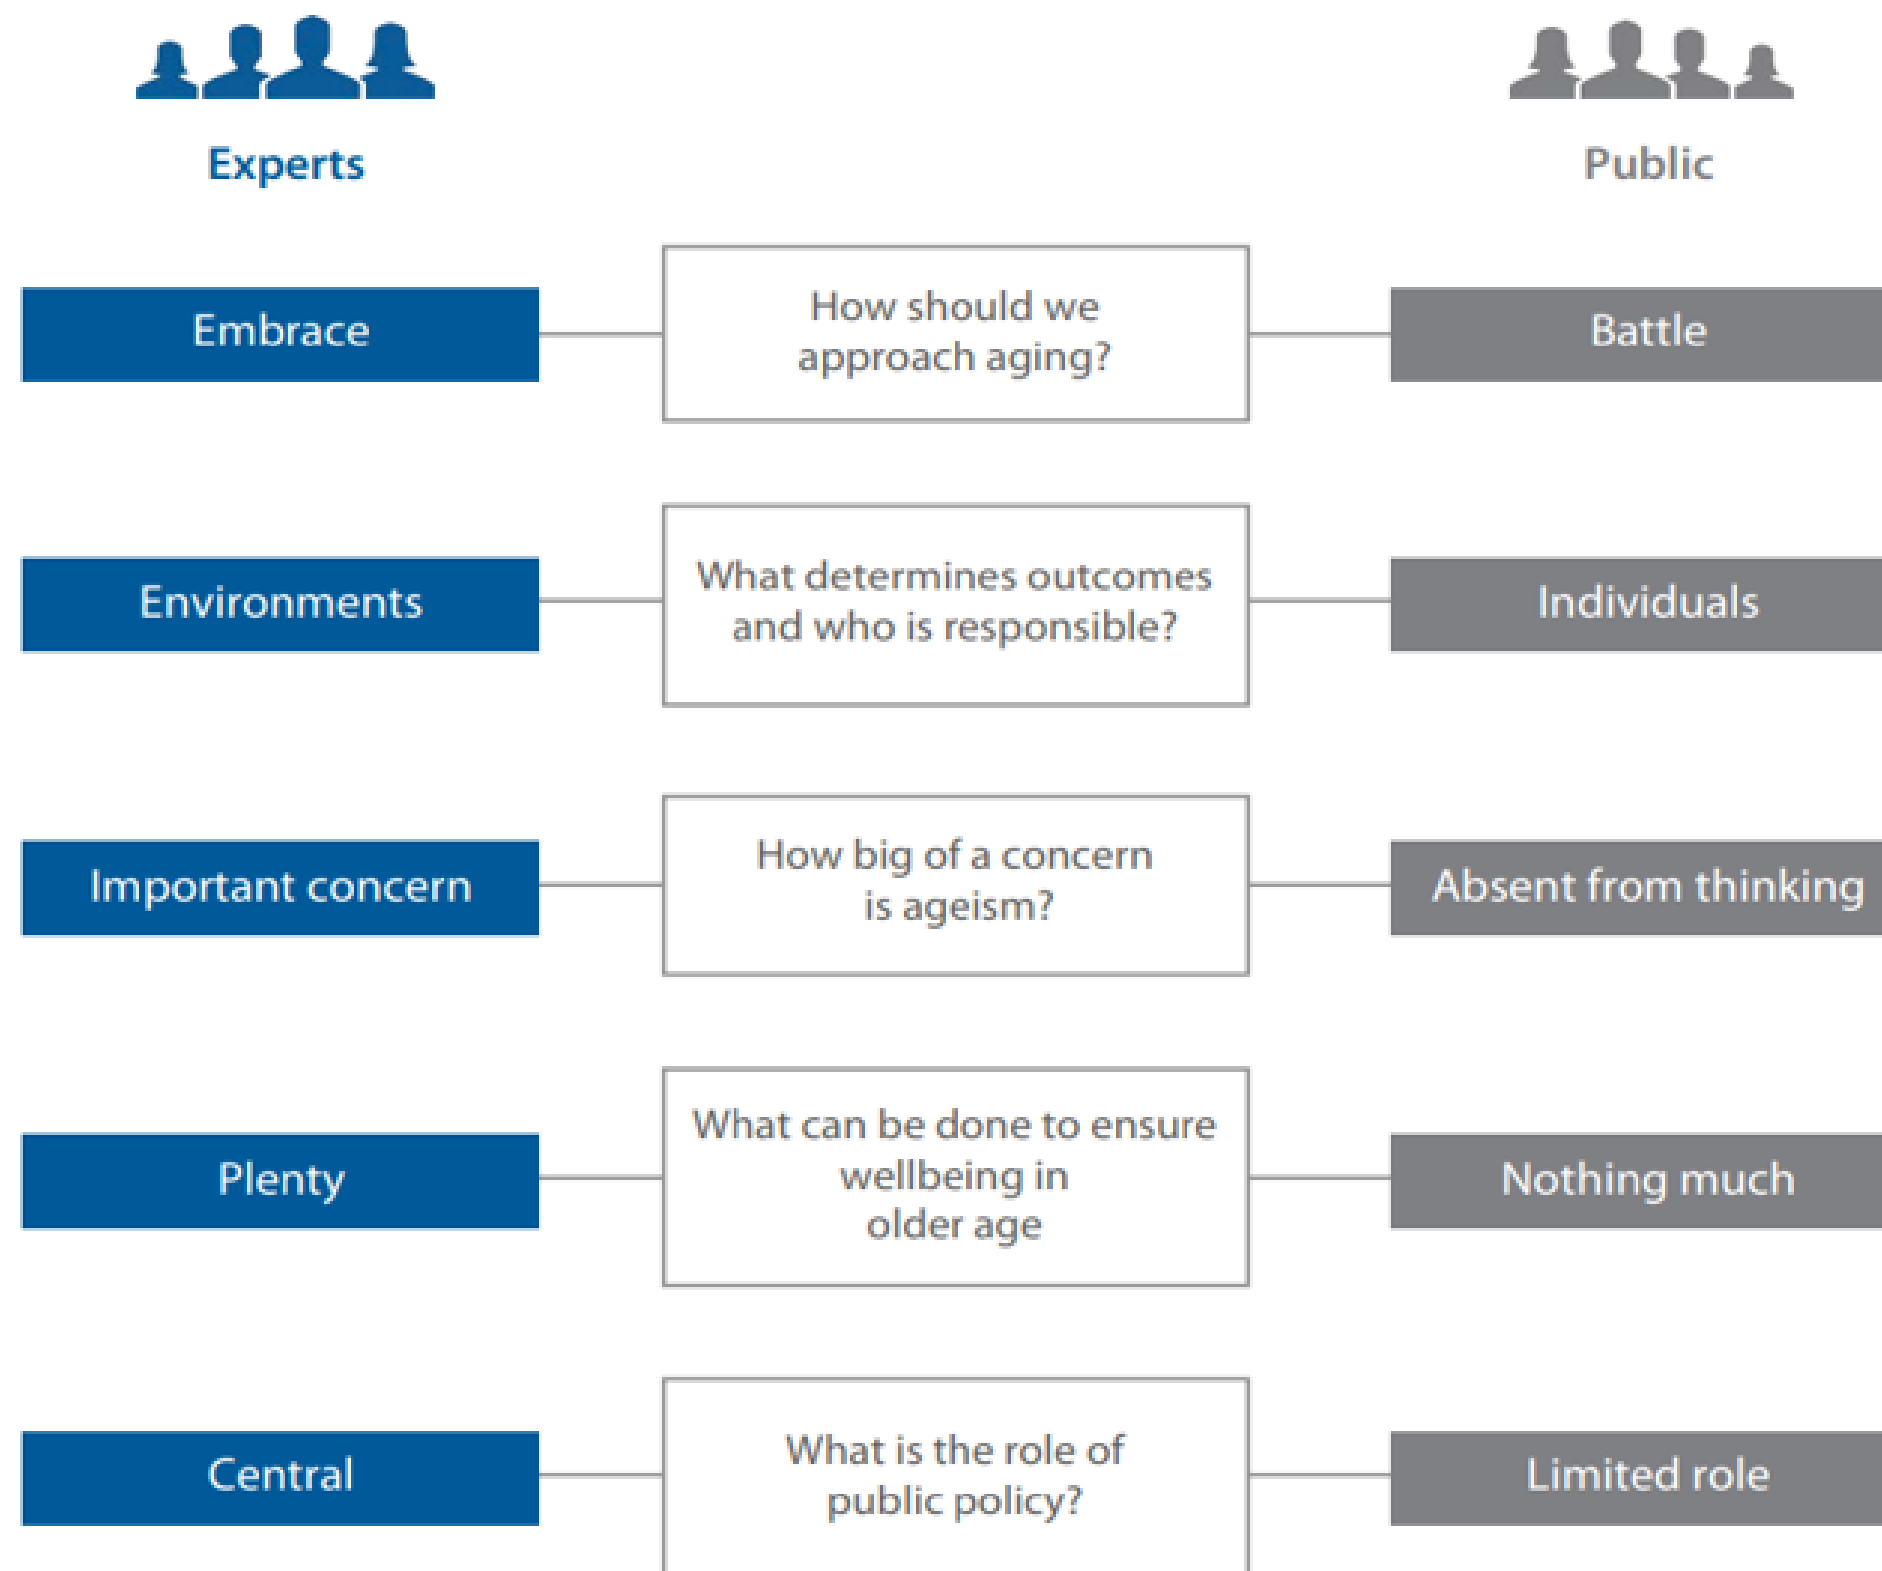 Experts
Public
Embrace
How should we
approach aging?
Battle
Environments
What determines outcomes
and who is responsible?
Individuals
Important concern
How big of a concern
is ageism?
Absent from thinking
Plenty
What can be done to ensure
wellbeing in
older age
Nothing much
Central
What is the role of
public policy?
Limited role